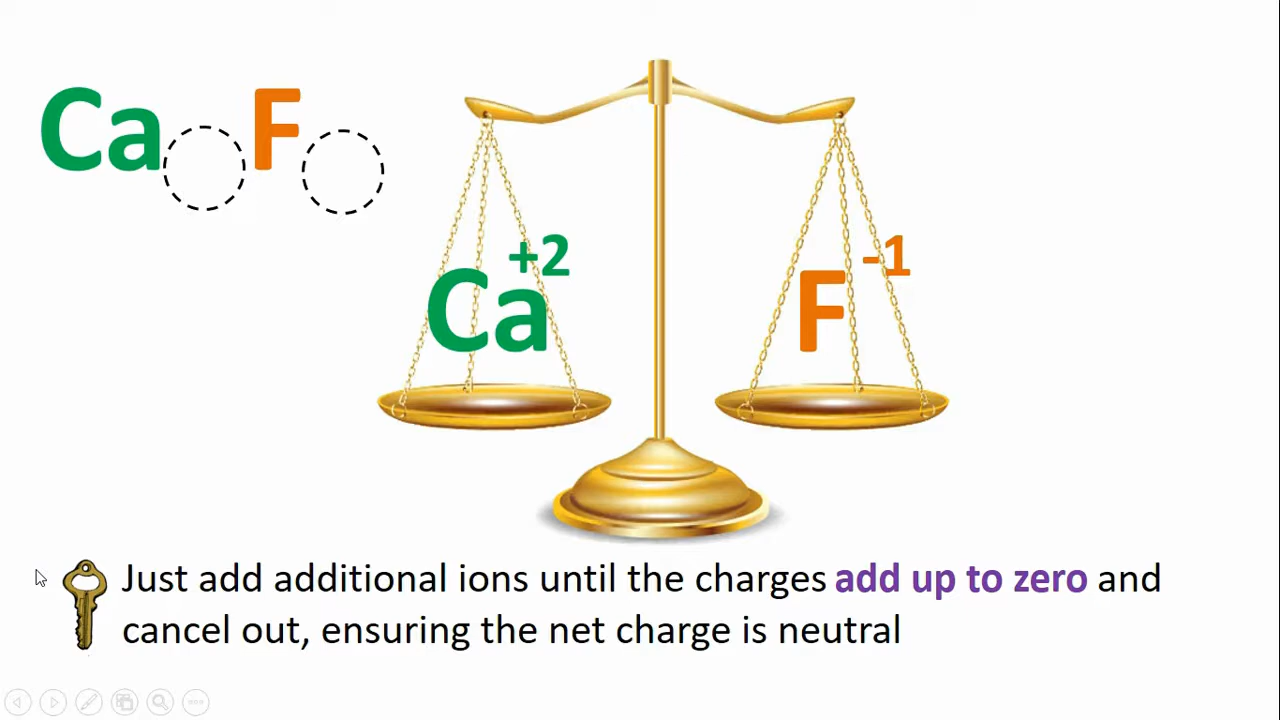 Ca F
Ca+2
F-1
Just add additional ions until the charges add up to zero and
cancel out, ensuring the net charge is neutral